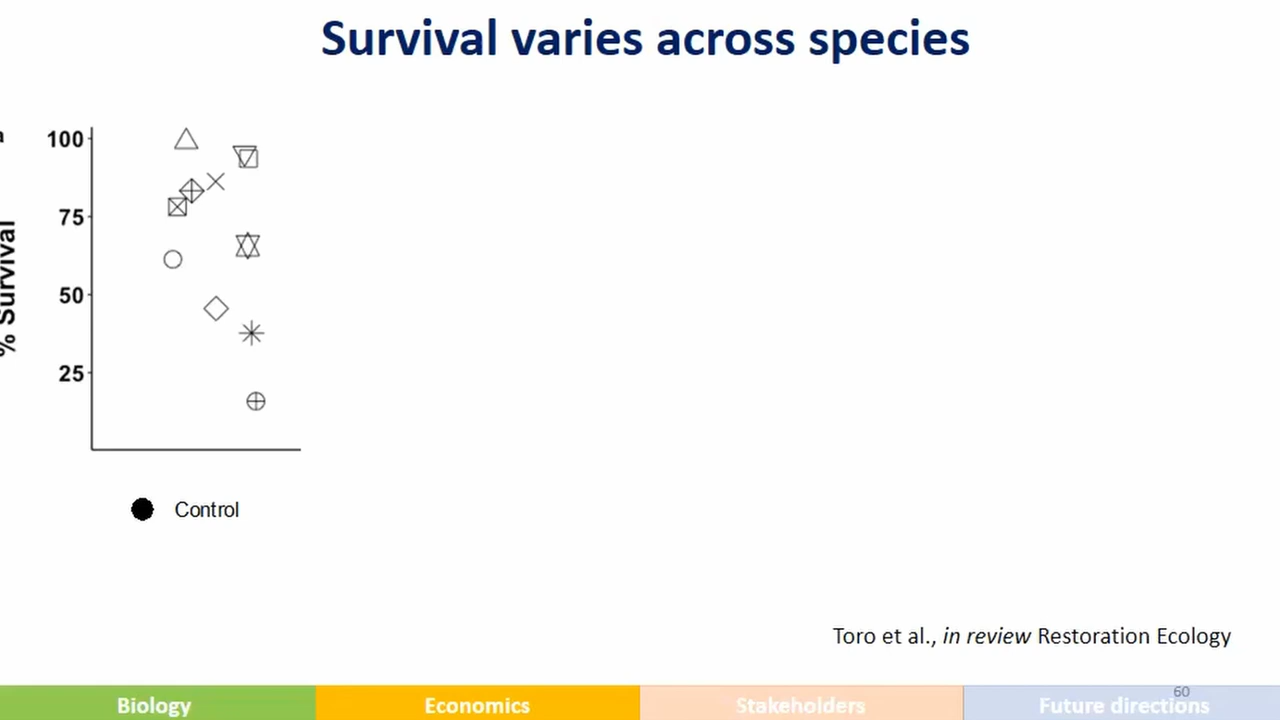 Survival varies across species
a
100
75
50
25
% Survival
Control
Toro et al., in review Restoration Ecology
60
Biology
Economics
Stakeholders
Future directions